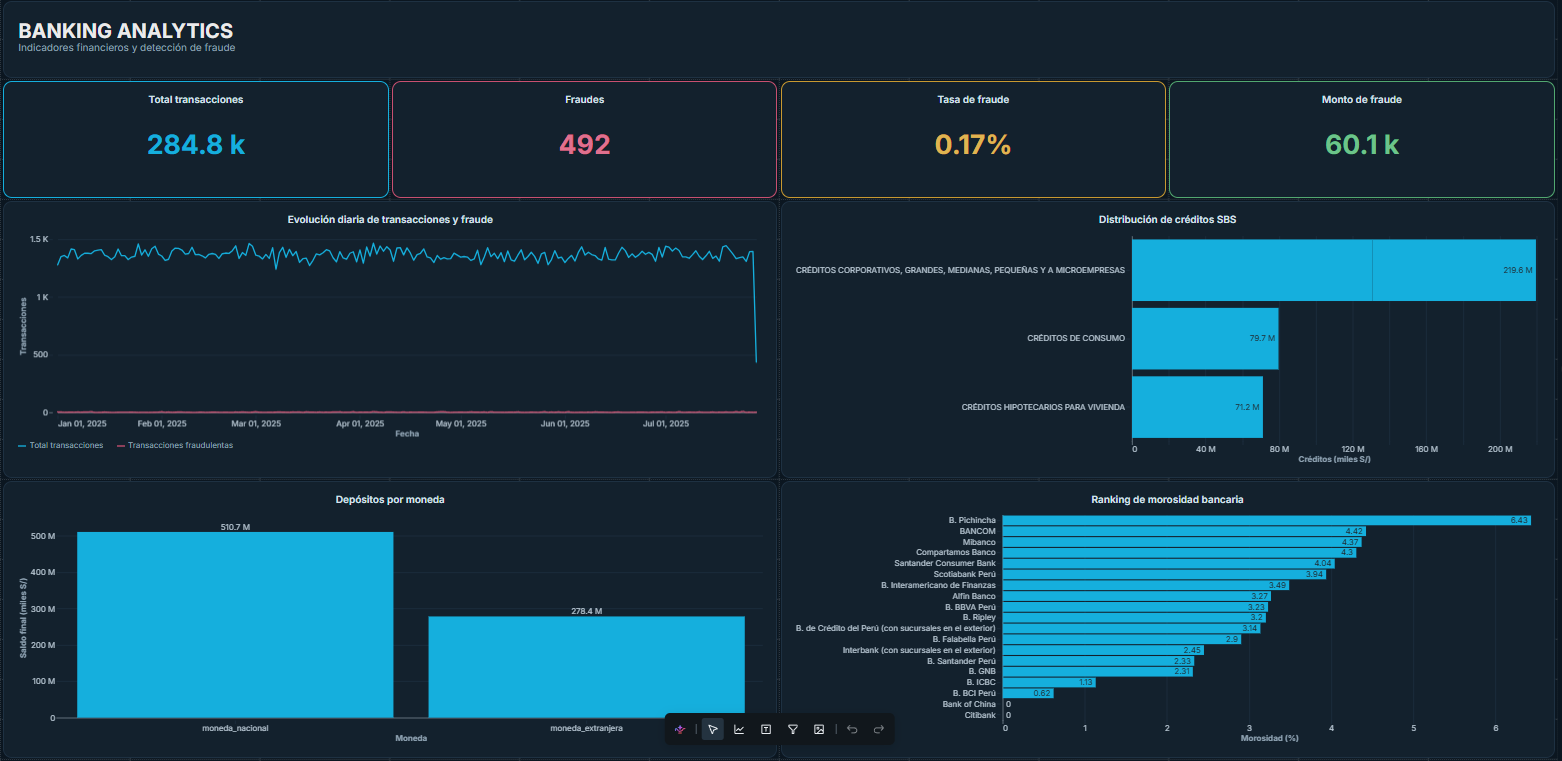 BANKING ANALYTICS
Indicadores financieros y detección de fraude
Total transacciones
284.8 k
Fraudes
492
Tasa de fraude
0.17%
Monto de fraude
60.1 k
Evolución diaria de transacciones y fraude
Transacciones
1.5 K
1 K
500
0
Jan 01, 2025 Feb 01, 2025 Mar 01, 2025 Apr 01, 2025 May 01, 2025 Jun 01, 2025 Jul 01, 2025
Fecha
Total transacciones Transacciones fraudulentas
Distribución de créditos SBS
CRÉDITOS CORPORATIVOS, GRANDES, MEDIANAS, PEQUEÑAS Y A MICROEMPRESAS 219.6 M
CRÉDITOS DE CONSUMO 79.7 M
CRÉDITOS HIPOTECARIOS PARA VIVIENDA 71.2 M
0 40 M 80 M 120 M 160 M 200 M
Créditos (miles S/)
Depósitos por moneda
Saldo final (miles S/)
500 M
400 M
300 M
200 M
100 M
0
510.7 M
278.4 M
moneda_nacional moneda_extranjera
Moneda
Ranking de morosidad bancaria
B. Pichincha 6.43
BANCOM 4.42
Mibanco 4.37
Compartamos Banco 4.3
Santander Consumer Bank 4.04
Scotiabank Perú 3.94
B. Interamericano de Finanzas 3.49
Alfin Banco 3.27
B. BBVA Perú 3.23
B. Ripley 3.2
B. de Crédito del Perú (con sucursales en el exterior) 3.14
B. Falabella Perú 2.9
Interbank (con sucursales en el exterior) 2.45
B. Santander Perú 2.33
B. GNB 2.31
B. ICBC 1.13
B. BCI Perú 0.62
Bank of China 0
Citibank 0
0 1 2 3 4 5 6
Morosidad (%)